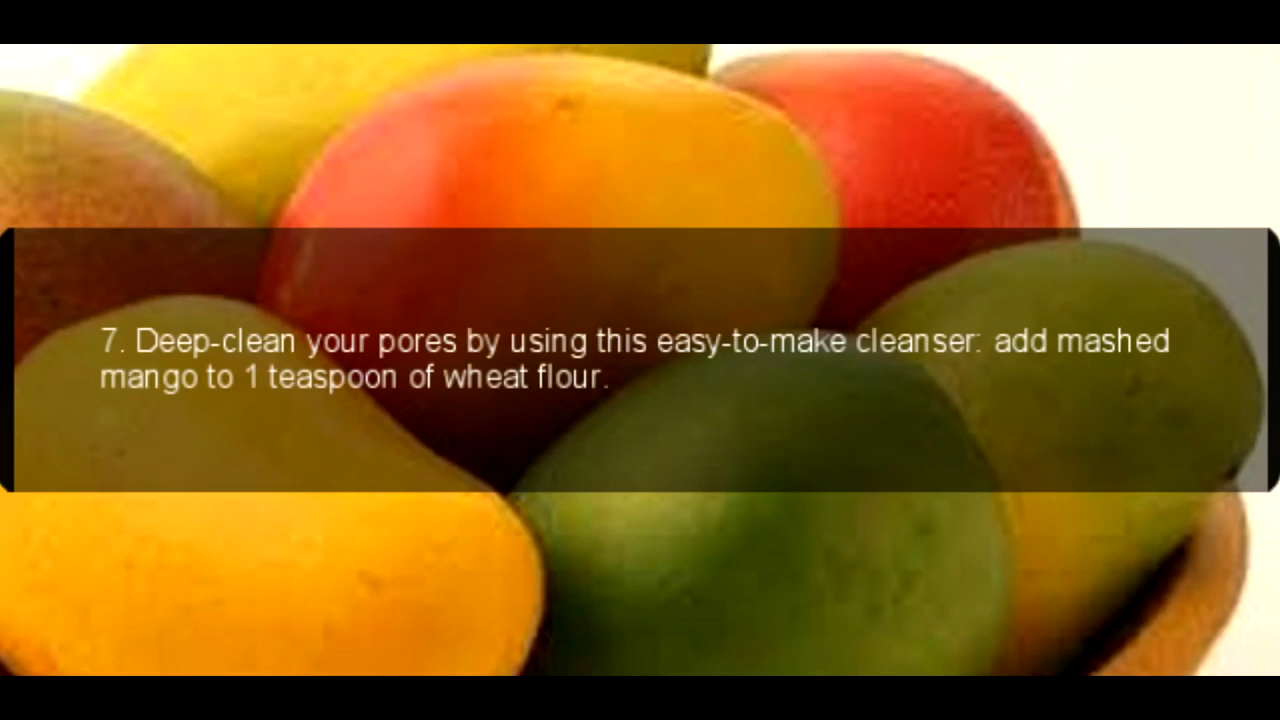 7. Deep-clean your pores by using this easy-to-make cleanser: add mashed
mango to 1 teaspoon of wheat flour.